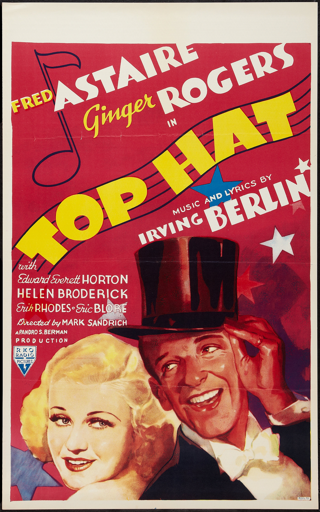 FRED ASTAIRE
Ginger ROGERS
IN
TOP HAT
MUSIC AND LYRICS BY
IRVING BERLIN
with
Edward Everett HORTON
HELEN BRODERICK
Erik RHODES - Eric BLORE
Directed by MARK SANDRICH
A PANDRO S. BERMAN
PRODUCTION
RKO
RADIO
PICTURES